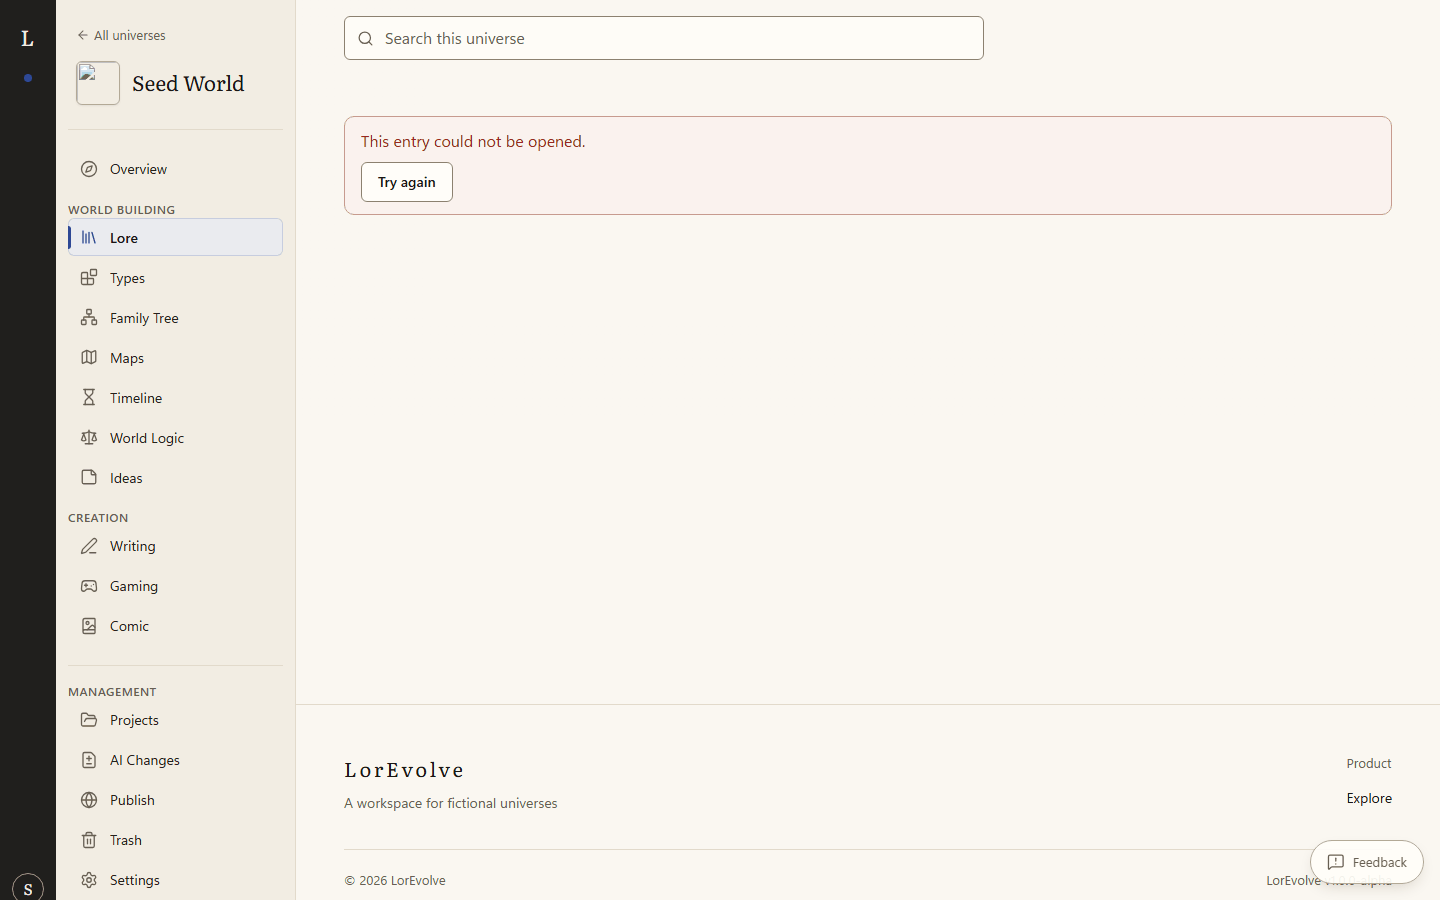 L
All universes
Seed World
Overview
WORLD BUILDING
Lore
Types
Family Tree
Maps
Timeline
World Logic
Ideas
CREATION
Writing
Gaming
Comic
MANAGEMENT
Projects
AI Changes
Publish
Trash
Settings
S
Search this universe
This entry could not be opened.
Try again
LorEvolve
A workspace for fictional universes
Product
Explore
© 2026 LorEvolve
LorEvolve
Feedback